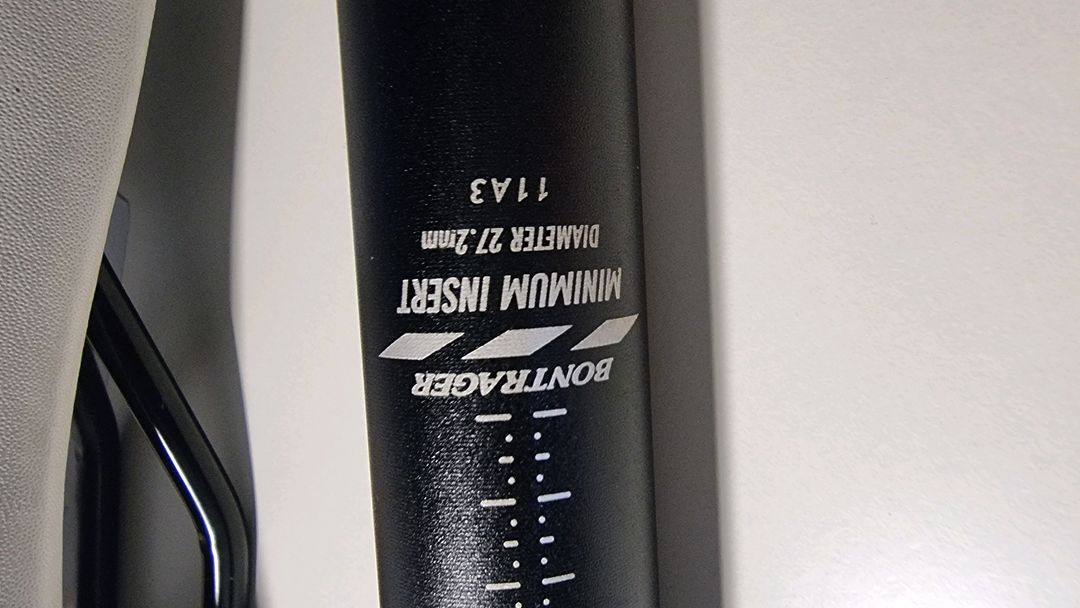 BONTRAGER
MINIMUM INSERT
DIAMETER 27.2mm
11A3